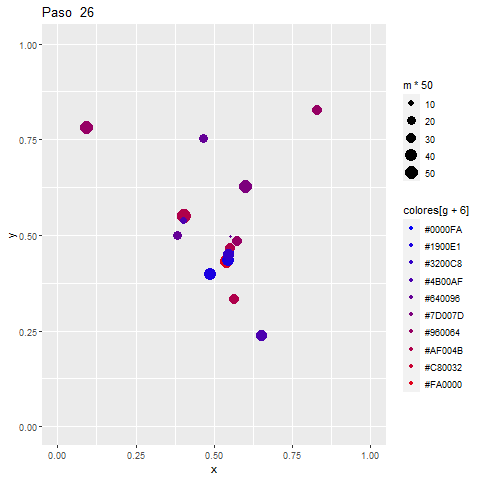 Paso  26
1.00
0.75
0.50
0.25
0.00
y
0.00
0.25
0.50
0.75
1.00
x
m * 50
10
20
30
40
50
colores[g + 6]
#0000FA
#1900E1
#3200C8
#4B00AF
#640096
#7D007D
#960064
#AF004B
#C80032
#FA0000